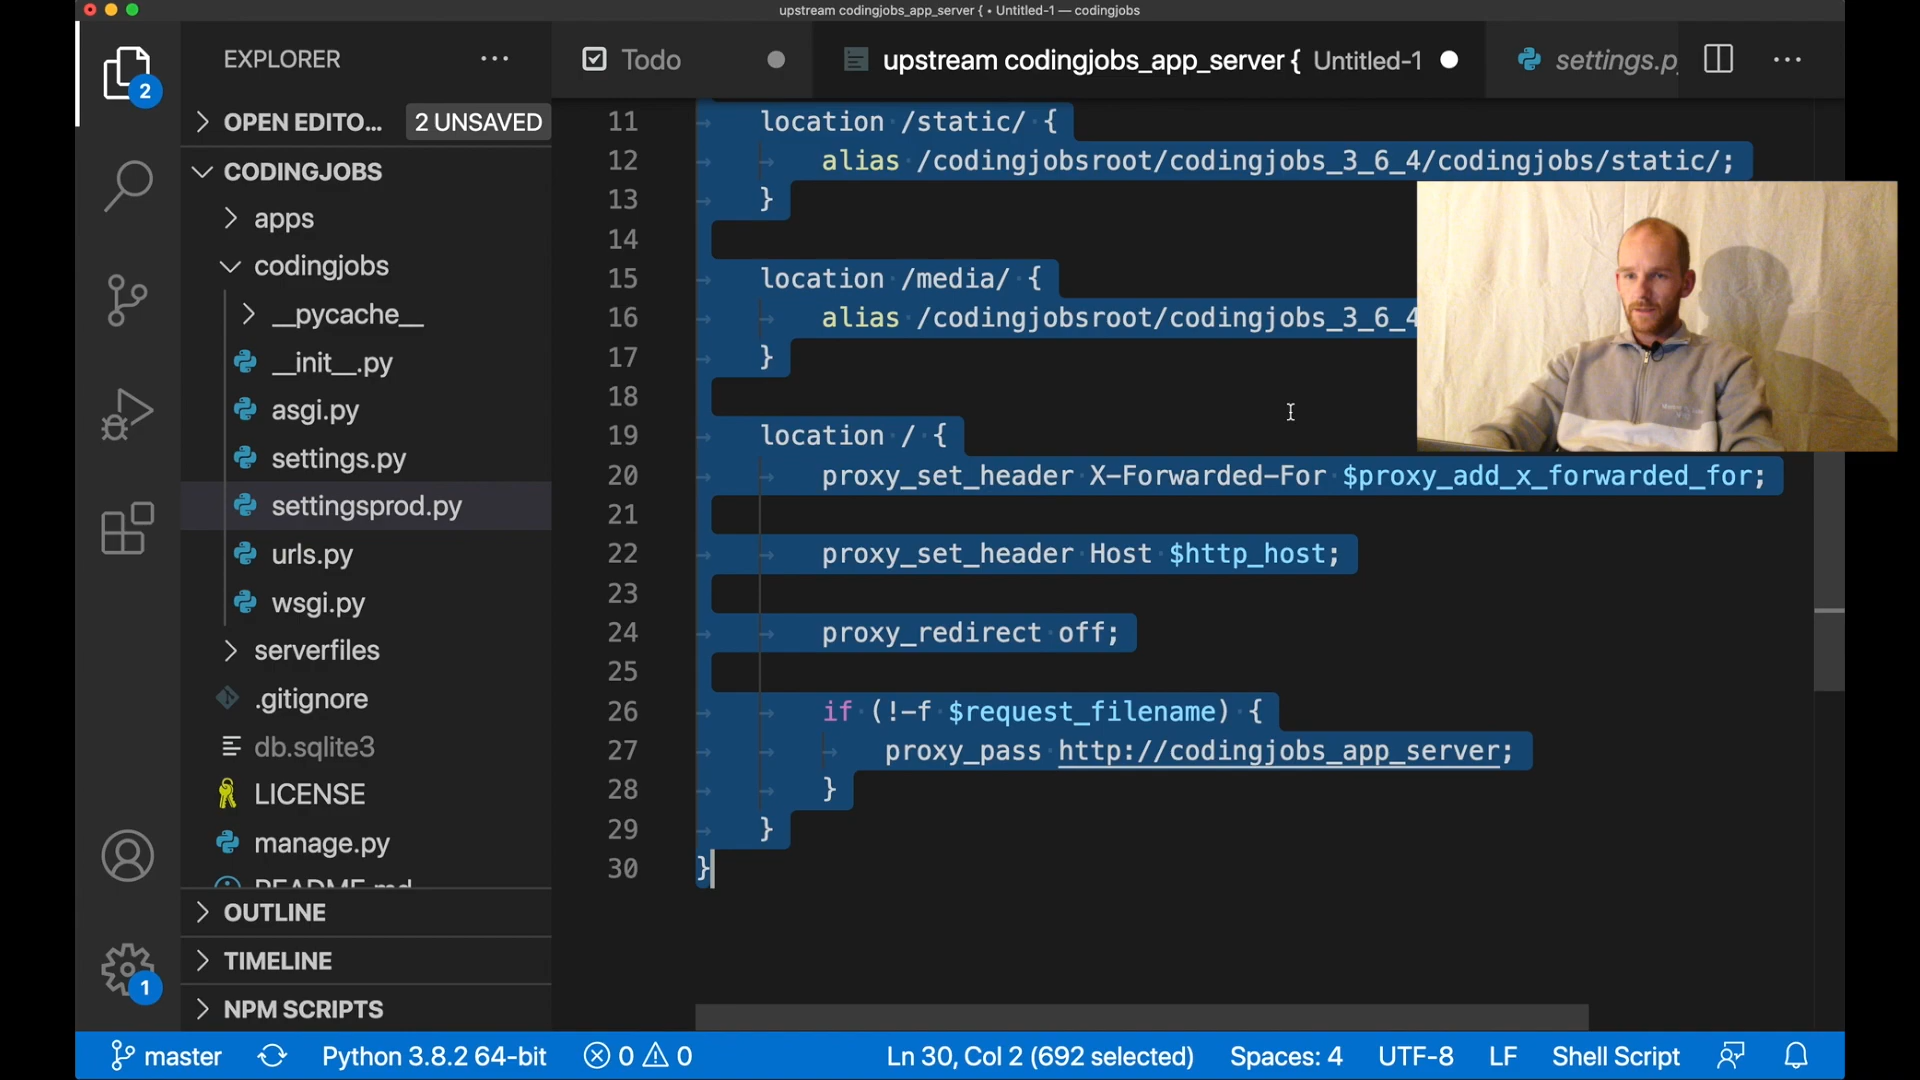 upstream codingjobs_app_server { • Untitled-1 — codingjobs
EXPLORER
Todo
upstream codingjobs_app_server { Untitled-1
settings.p
2
OPEN EDITO... 2 UNSAVED
CODINGJOBS
apps
codingjobs
__pycache__
__init__.py
asgi.py
settings.py
settingsprod.py
urls.py
wsgi.py
serverfiles
.gitignore
db.sqlite3
LICENSE
manage.py
README.md
OUTLINE
TIMELINE
NPM SCRIPTS
1
11 location /static/ {
12 alias /codingjobsroot/codingjobs_3_6_4/codingjobs/static/;
13 }
14
15 location /media/ {
16 alias /codingjobsroot/codingjobs_3_6_4
17 }
18
19 location / {
20 proxy_set_header X-Forwarded-For $proxy_add_x_forwarded_for;
21
22 proxy_set_header Host $http_host;
23
24 proxy_redirect off;
25
26 if (!-f $request_filename) {
27 proxy_pass http://codingjobs_app_server;
28 }
29 }
30 }
master Python 3.8.2 64-bit 0 0 Ln 30, Col 2 (692 selected) Spaces: 4 UTF-8 LF Shell Script